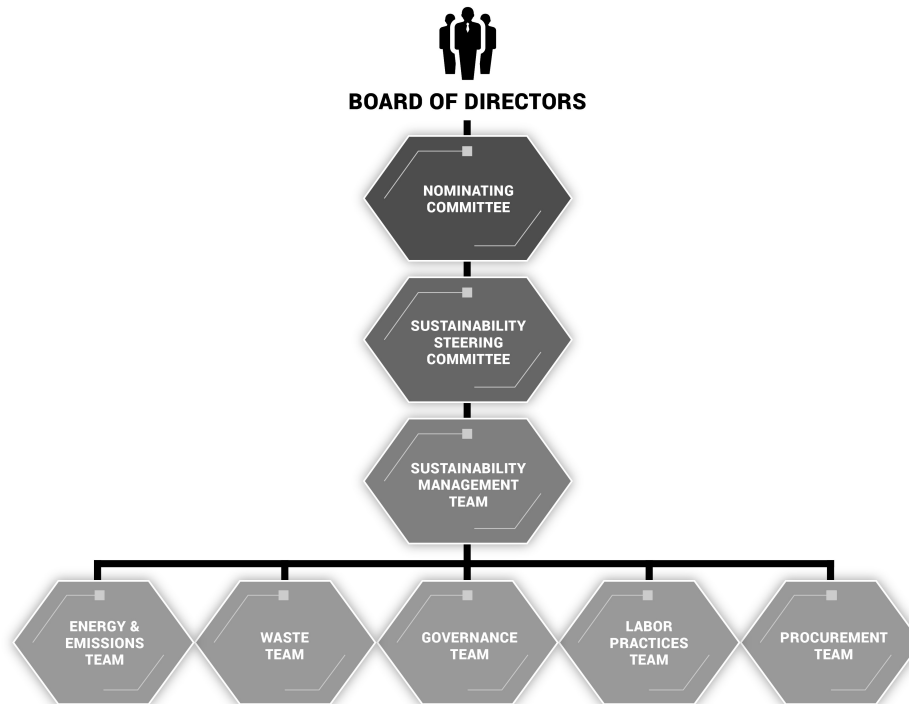 BOARD OF DIRECTORS
NOMINATING
COMMITTEE
SUSTAINABILITY
STEERING
COMMITTEE
SUSTAINABILITY
MANAGEMENT
TEAM
ENERGY &
EMISSIONS
TEAM
WASTE
TEAM
GOVERNANCE
TEAM
LABOR
PRACTICES
TEAM
PROCUREMENT
TEAM